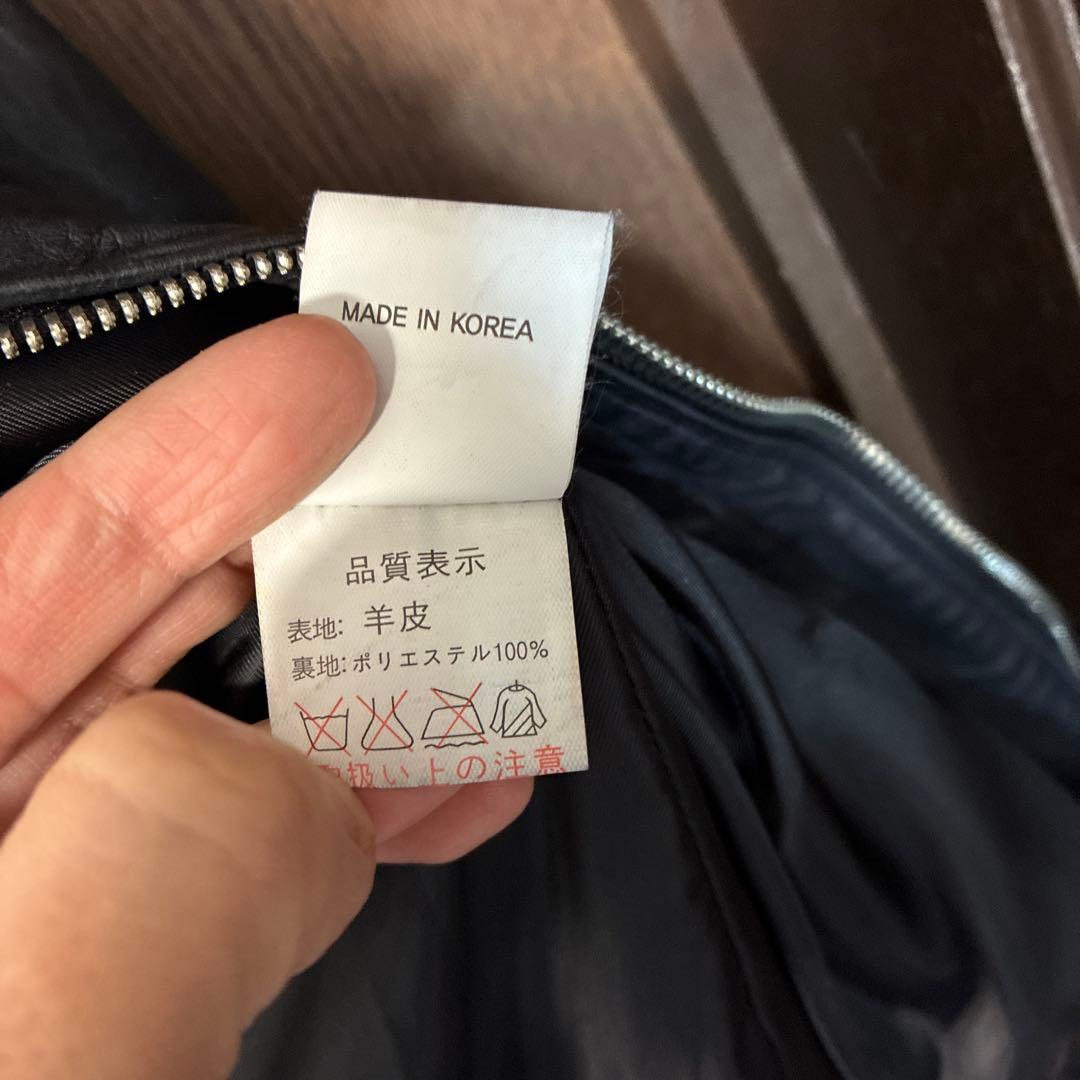 MADE IN KOREA
品質表示
表地: 羊皮
裏地:ポリエステル100%
扱い上の注意